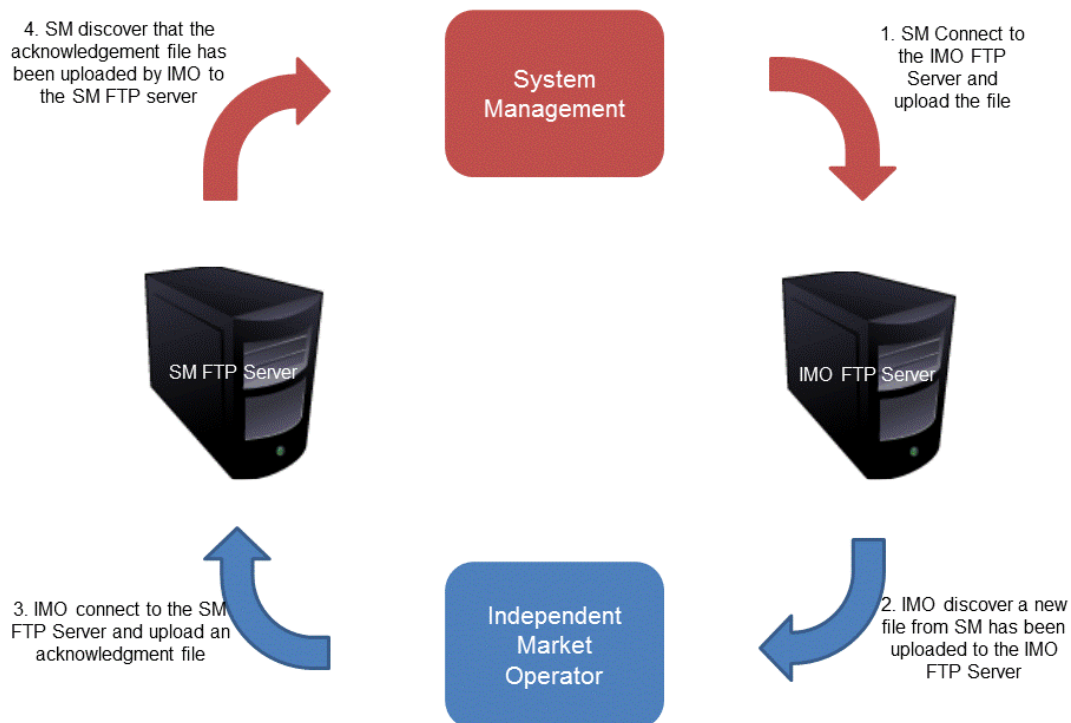 4. SM discover that the
acknowledgement file has
been uploaded by IMO to
the SM FTP server
System
Management
1. SM Connect to
the IMO FTP
Server and
upload the file
SM FTP Server
IMO FTP Server
3. IMO connect to the SM
FTP Server and upload an
acknowledgment file
Independent
Market
Operator
2. IMO discover a new
file from SM has been
uploaded to the IMO
FTP Server